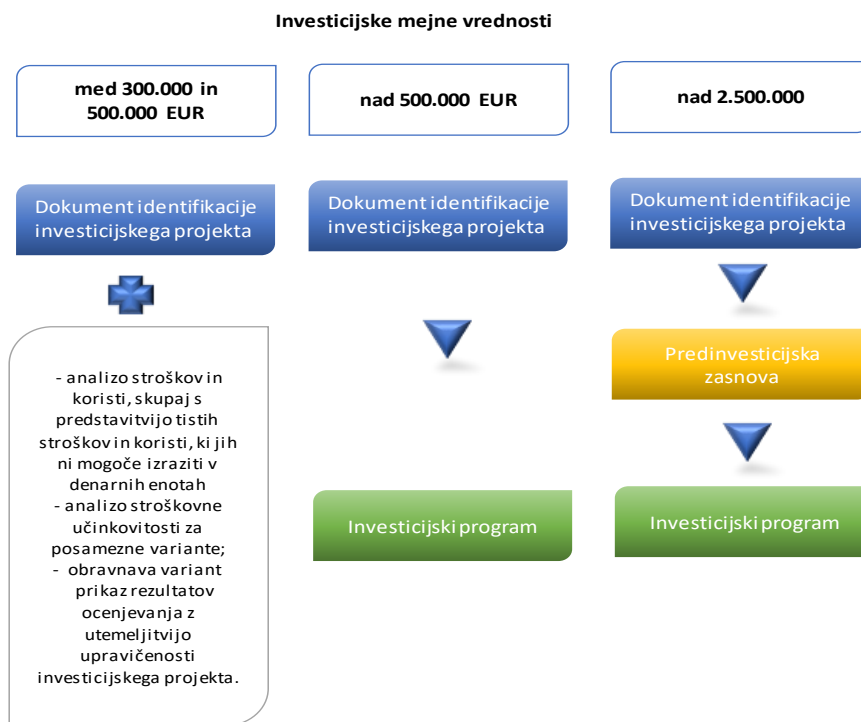 Investicijske mejne vrednosti
med 300.000 in
500.000 EUR
nad 500.000 EUR
nad 2.500.000
Dokument identifikacije
investicijskega projekta
Dokument identifikacije
investicijskega projekta
Dokument identifikacije
investicijskega projekta
- analizo stroškov in
koristi, skupaj s
predstavitvijo tistih
stroškov in koristi, ki jih
ni mogoče izraziti v
denarnih enotah
- analizo stroškovne
učinkovitosti za
posamezne variante;
- obravnava variant
prikaz rezultatov
ocenjevanja z
utemeljitvijo
upravičenosti
investicijskega projekta.
Investicijski program
Predinvesticijska
zasnova
Investicijski program